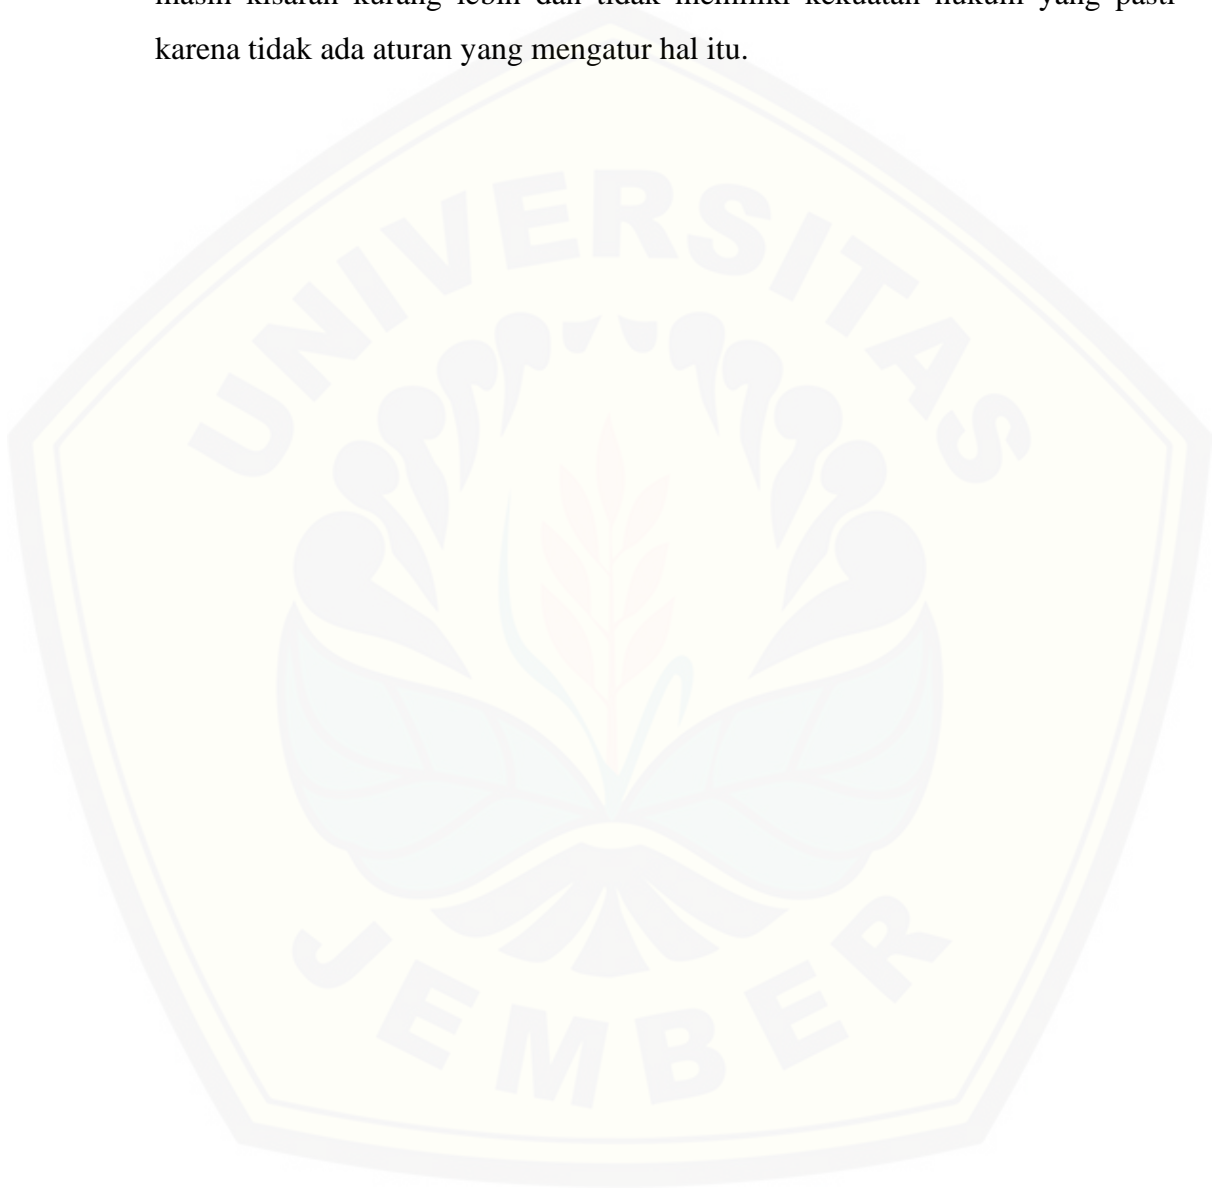 masih kisaran kurang lebih dan tidak memiliki kekuatan hukum yang pasti
karena tidak ada aturan yang mengatur hal itu.
UNIVERSITAS
JEMBER